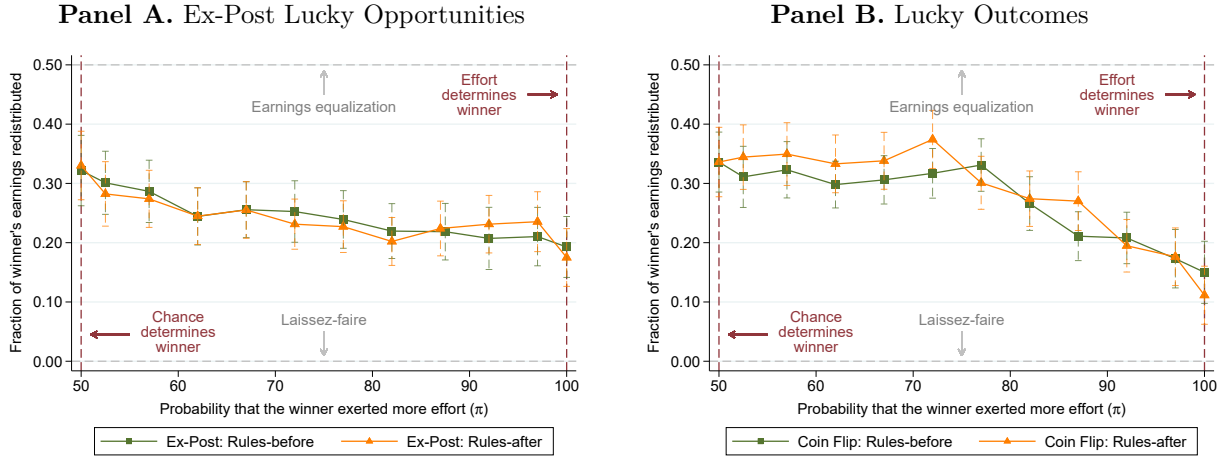 Panel A. Ex-Post Lucky Opportunities
Fraction of winner's earnings redistributed
0.50
0.40
0.30
0.20
0.10
0.00
Earnings equalization
Effort
determines
winner
Chance
determines
winner
Laissez-faire
50
60
70
80
90
100
Probability that the winner exerted more effort (π)
Ex-Post: Rules-before
Ex-Post: Rules-after
Panel B. Lucky Outcomes
Fraction of winner's earnings redistributed
0.50
0.40
0.30
0.20
0.10
0.00
Earnings equalization
Effort
determines
winner
Chance
determines
winner
Laissez-faire
50
60
70
80
90
100
Probability that the winner exerted more effort (π)
Coin Flip: Rules-before
Coin Flip: Rules-after